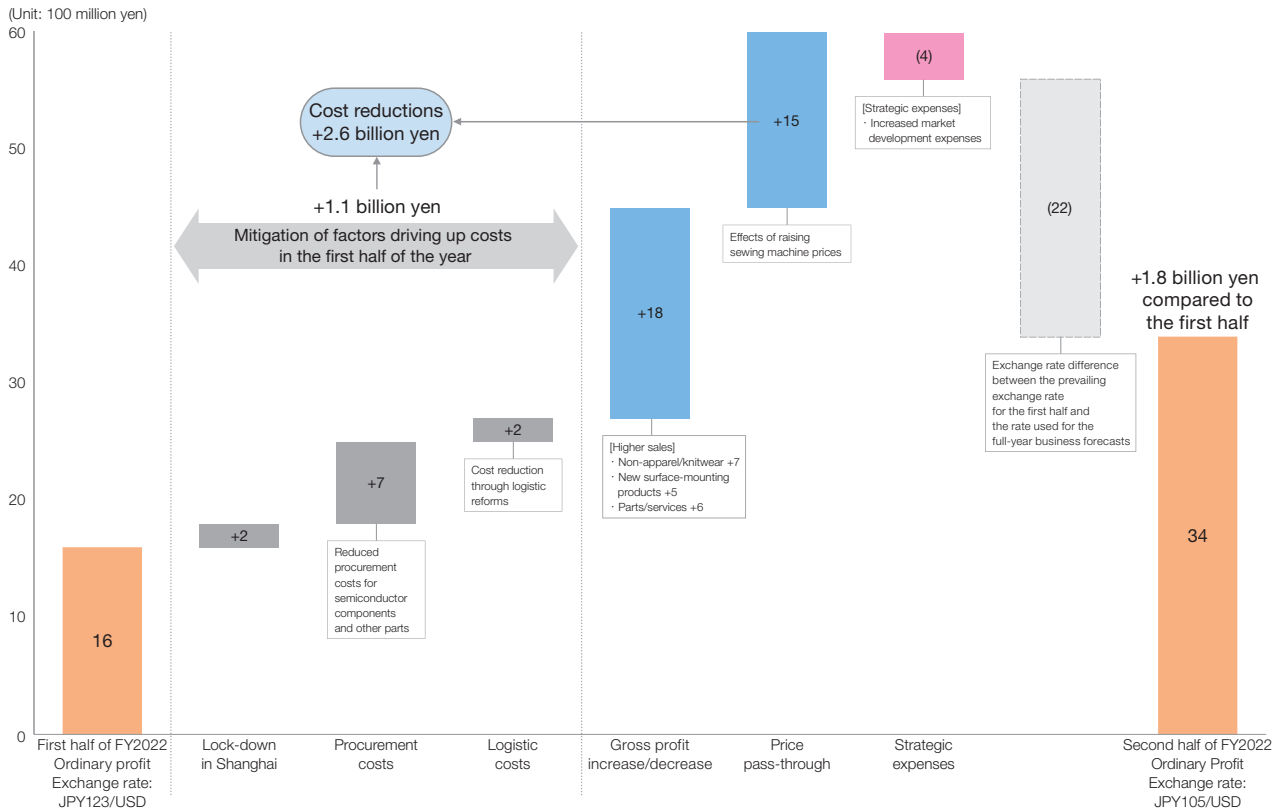 (Unit: 100 million yen)
60
50
40
30
20
10
0
Cost reductions
+2.6 billion yen
+1.1 billion yen
Mitigation of factors driving up costs
in the first half of the year
16
+2
+7
Reduced
procurement
costs for
semiconductor
components
and other parts
+2
Cost reduction
through logistic
reforms
+18
[Higher sales]
・Non-apparel/knitwear +7
・New surface-mounting
products +5
・Parts/services +6
+15
Effects of raising
sewing machine prices
(4)
[Strategic expenses]
・Increased market
development expenses
(22)
Exchange rate difference
between the prevailing
exchange rate
for the first half and
the rate used for the
full-year business forecasts
+1.8 billion yen
compared to
the first half
34
First half of FY2022
Ordinary profit
Exchange rate:
JPY123/USD
Lock-down
in Shanghai
Procurement
costs
Logistic
costs
Gross profit
increase/decrease
Price
pass-through
Strategic
expenses
Second half of FY2022
Ordinary Profit
Exchange rate:
JPY105/USD